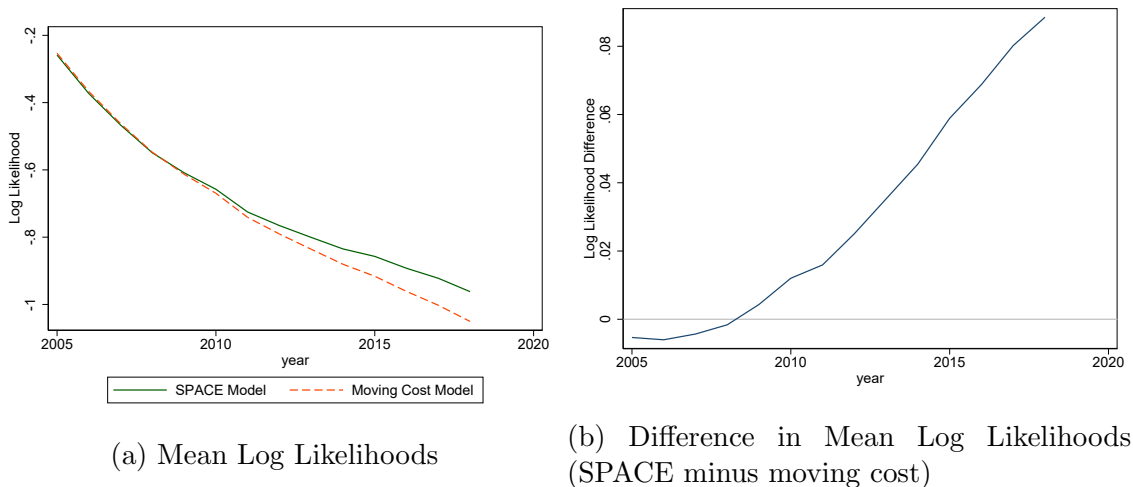 -.2
-.4
-.6
-.8
-1
Log Likelihood
2005
2010
2015
2020
year
SPACE Model
Moving Cost Model
(a) Mean Log Likelihoods
.08
.06
.04
.02
0
Log Likelihood Difference
2005
2010
2015
2020
year
(b) Difference in Mean Log Likelihoods
(SPACE minus moving cost)